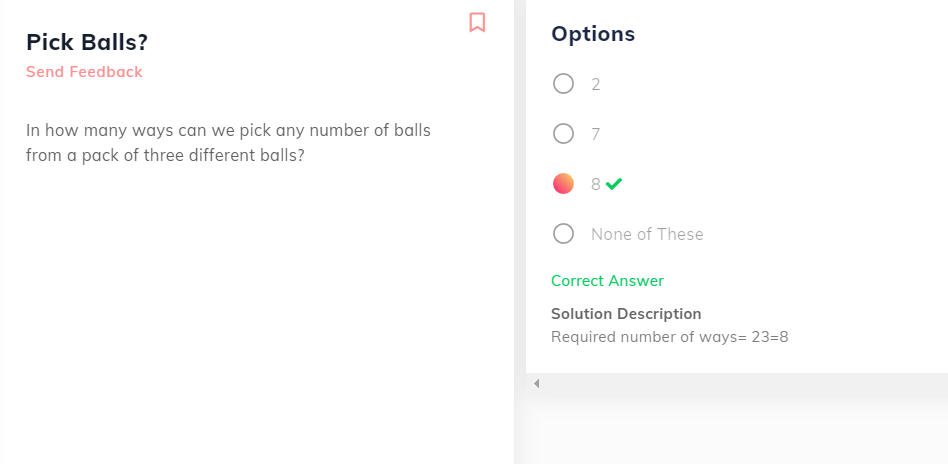 Pick Balls?
Send Feedback
In how many ways can we pick any number of balls
from a pack of three different balls?
Options
2
7
8
None of These
Correct Answer
Solution Description
Required number of ways= 23=8